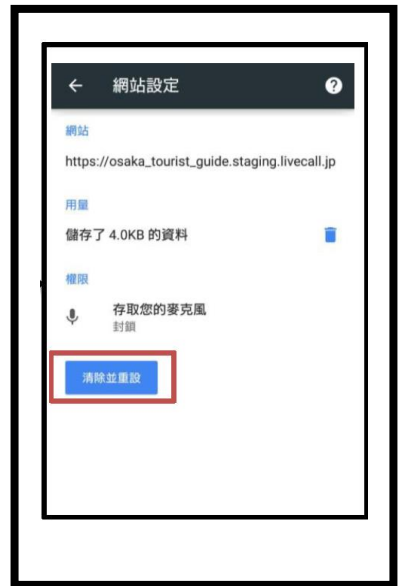 網站設定
網站
https://osaka_tourist_guide.staging.livecall.jp
用量
儲存了 4.0KB 的資料
權限
存取您的麥克風
封鎖
清除並重設